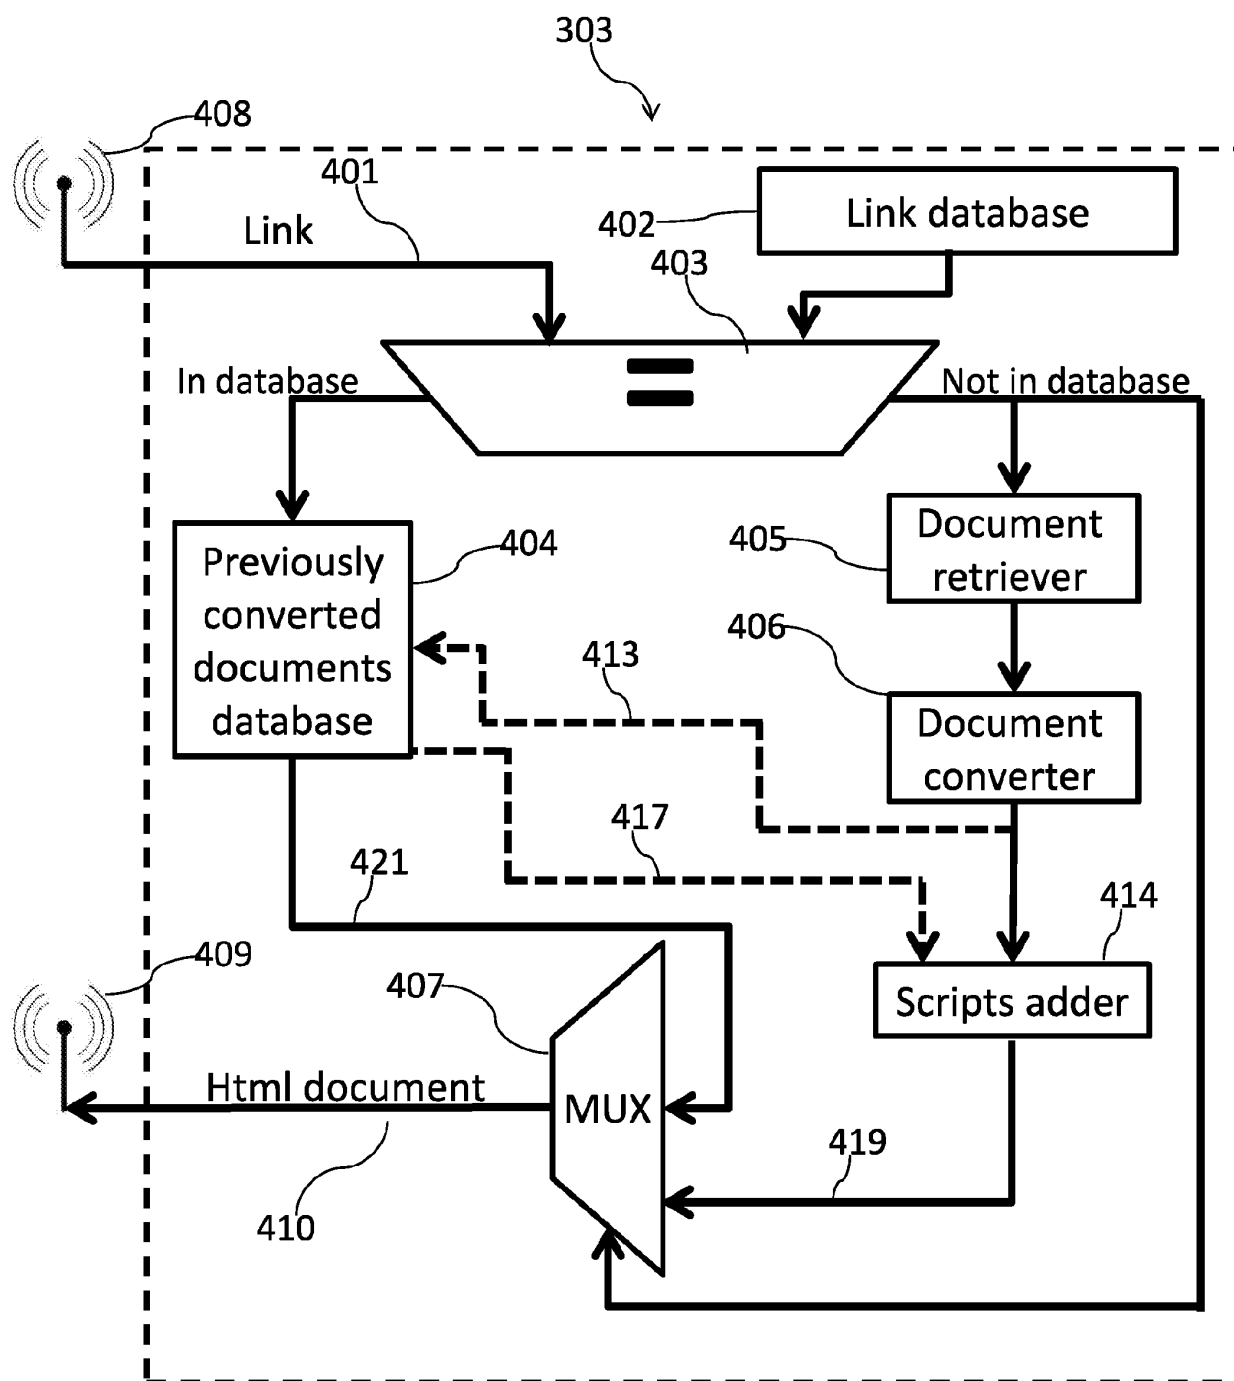 303
408
401
402
Link database
Link
403
In database
Not in database
404
405
Document
retriever
Previously
converted
documents
database
406
413
Document
converter
417
421
414
409
407
Scripts adder
Html document
MUX
419
410